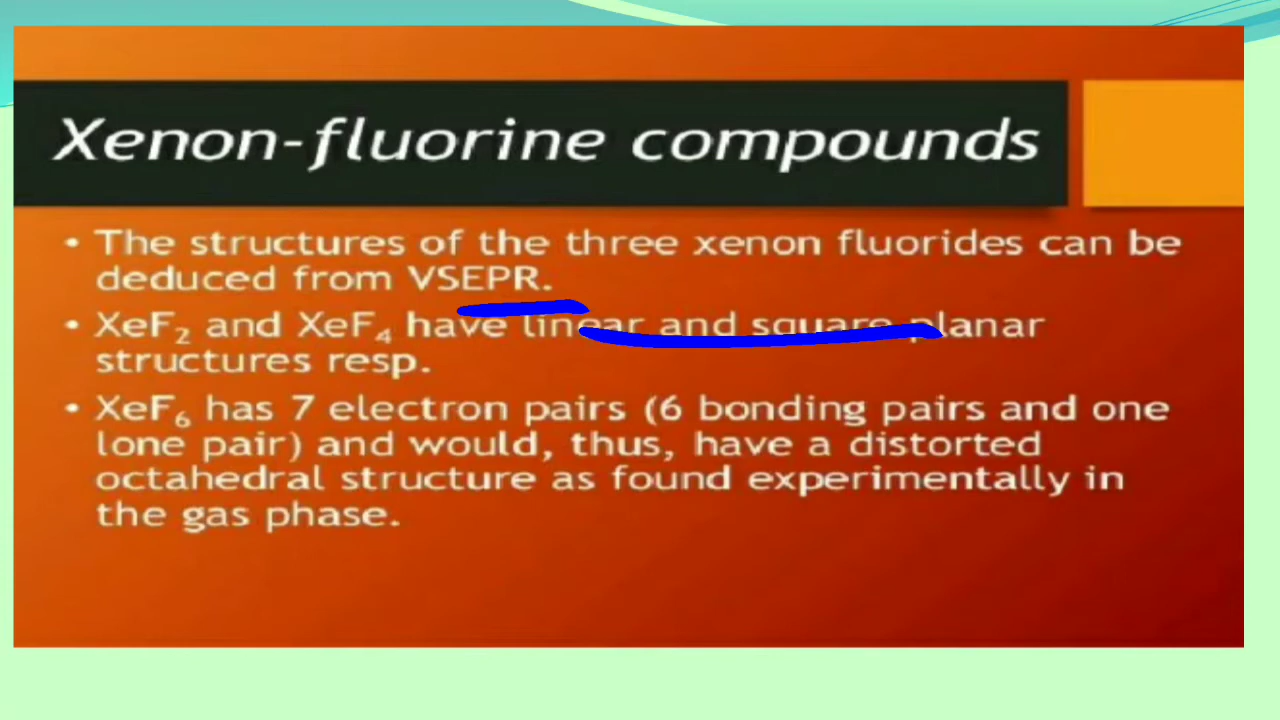 Xenon-fluorine compounds
• The structures of the three xenon fluorides can be
deduced from VSEPR.
• XeF₂ and XeF₄ have linear and square planar
structures resp.
• XeF₆ has 7 electron pairs (6 bonding pairs and one
lone pair) and would, thus, have a distorted
octahedral structure as found experimentally in
the gas phase.